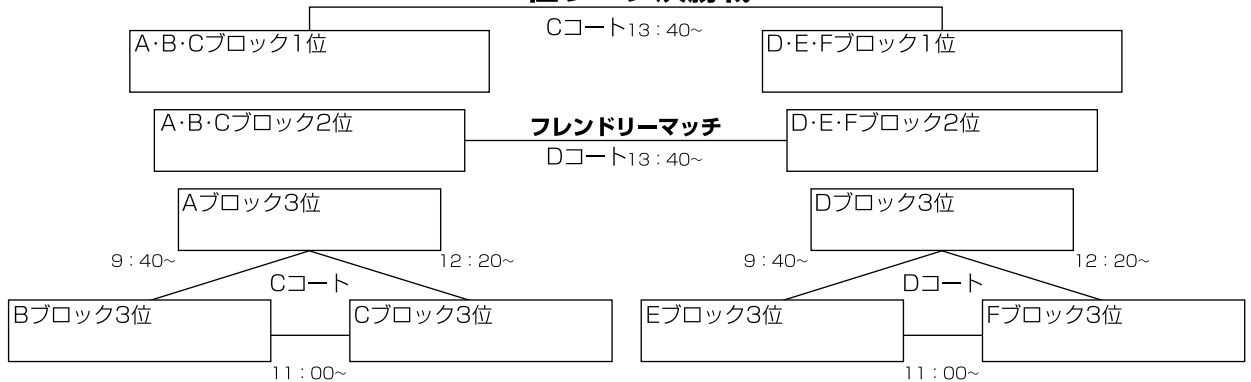 Cコート13：40~
A･B･Cブロック1位
D･E･Fブロック1位
A･B･Cブロック2位
フレンドリーマッチ
D･E･Fブロック2位
Dコート13：40~
Aブロック3位
Dブロック3位
9：40~
12：20~
9：40~
12：20~
Cコート
Dコート
Bブロック3位
Cブロック3位
Eブロック3位
Fブロック3位
11：00~
11：00~